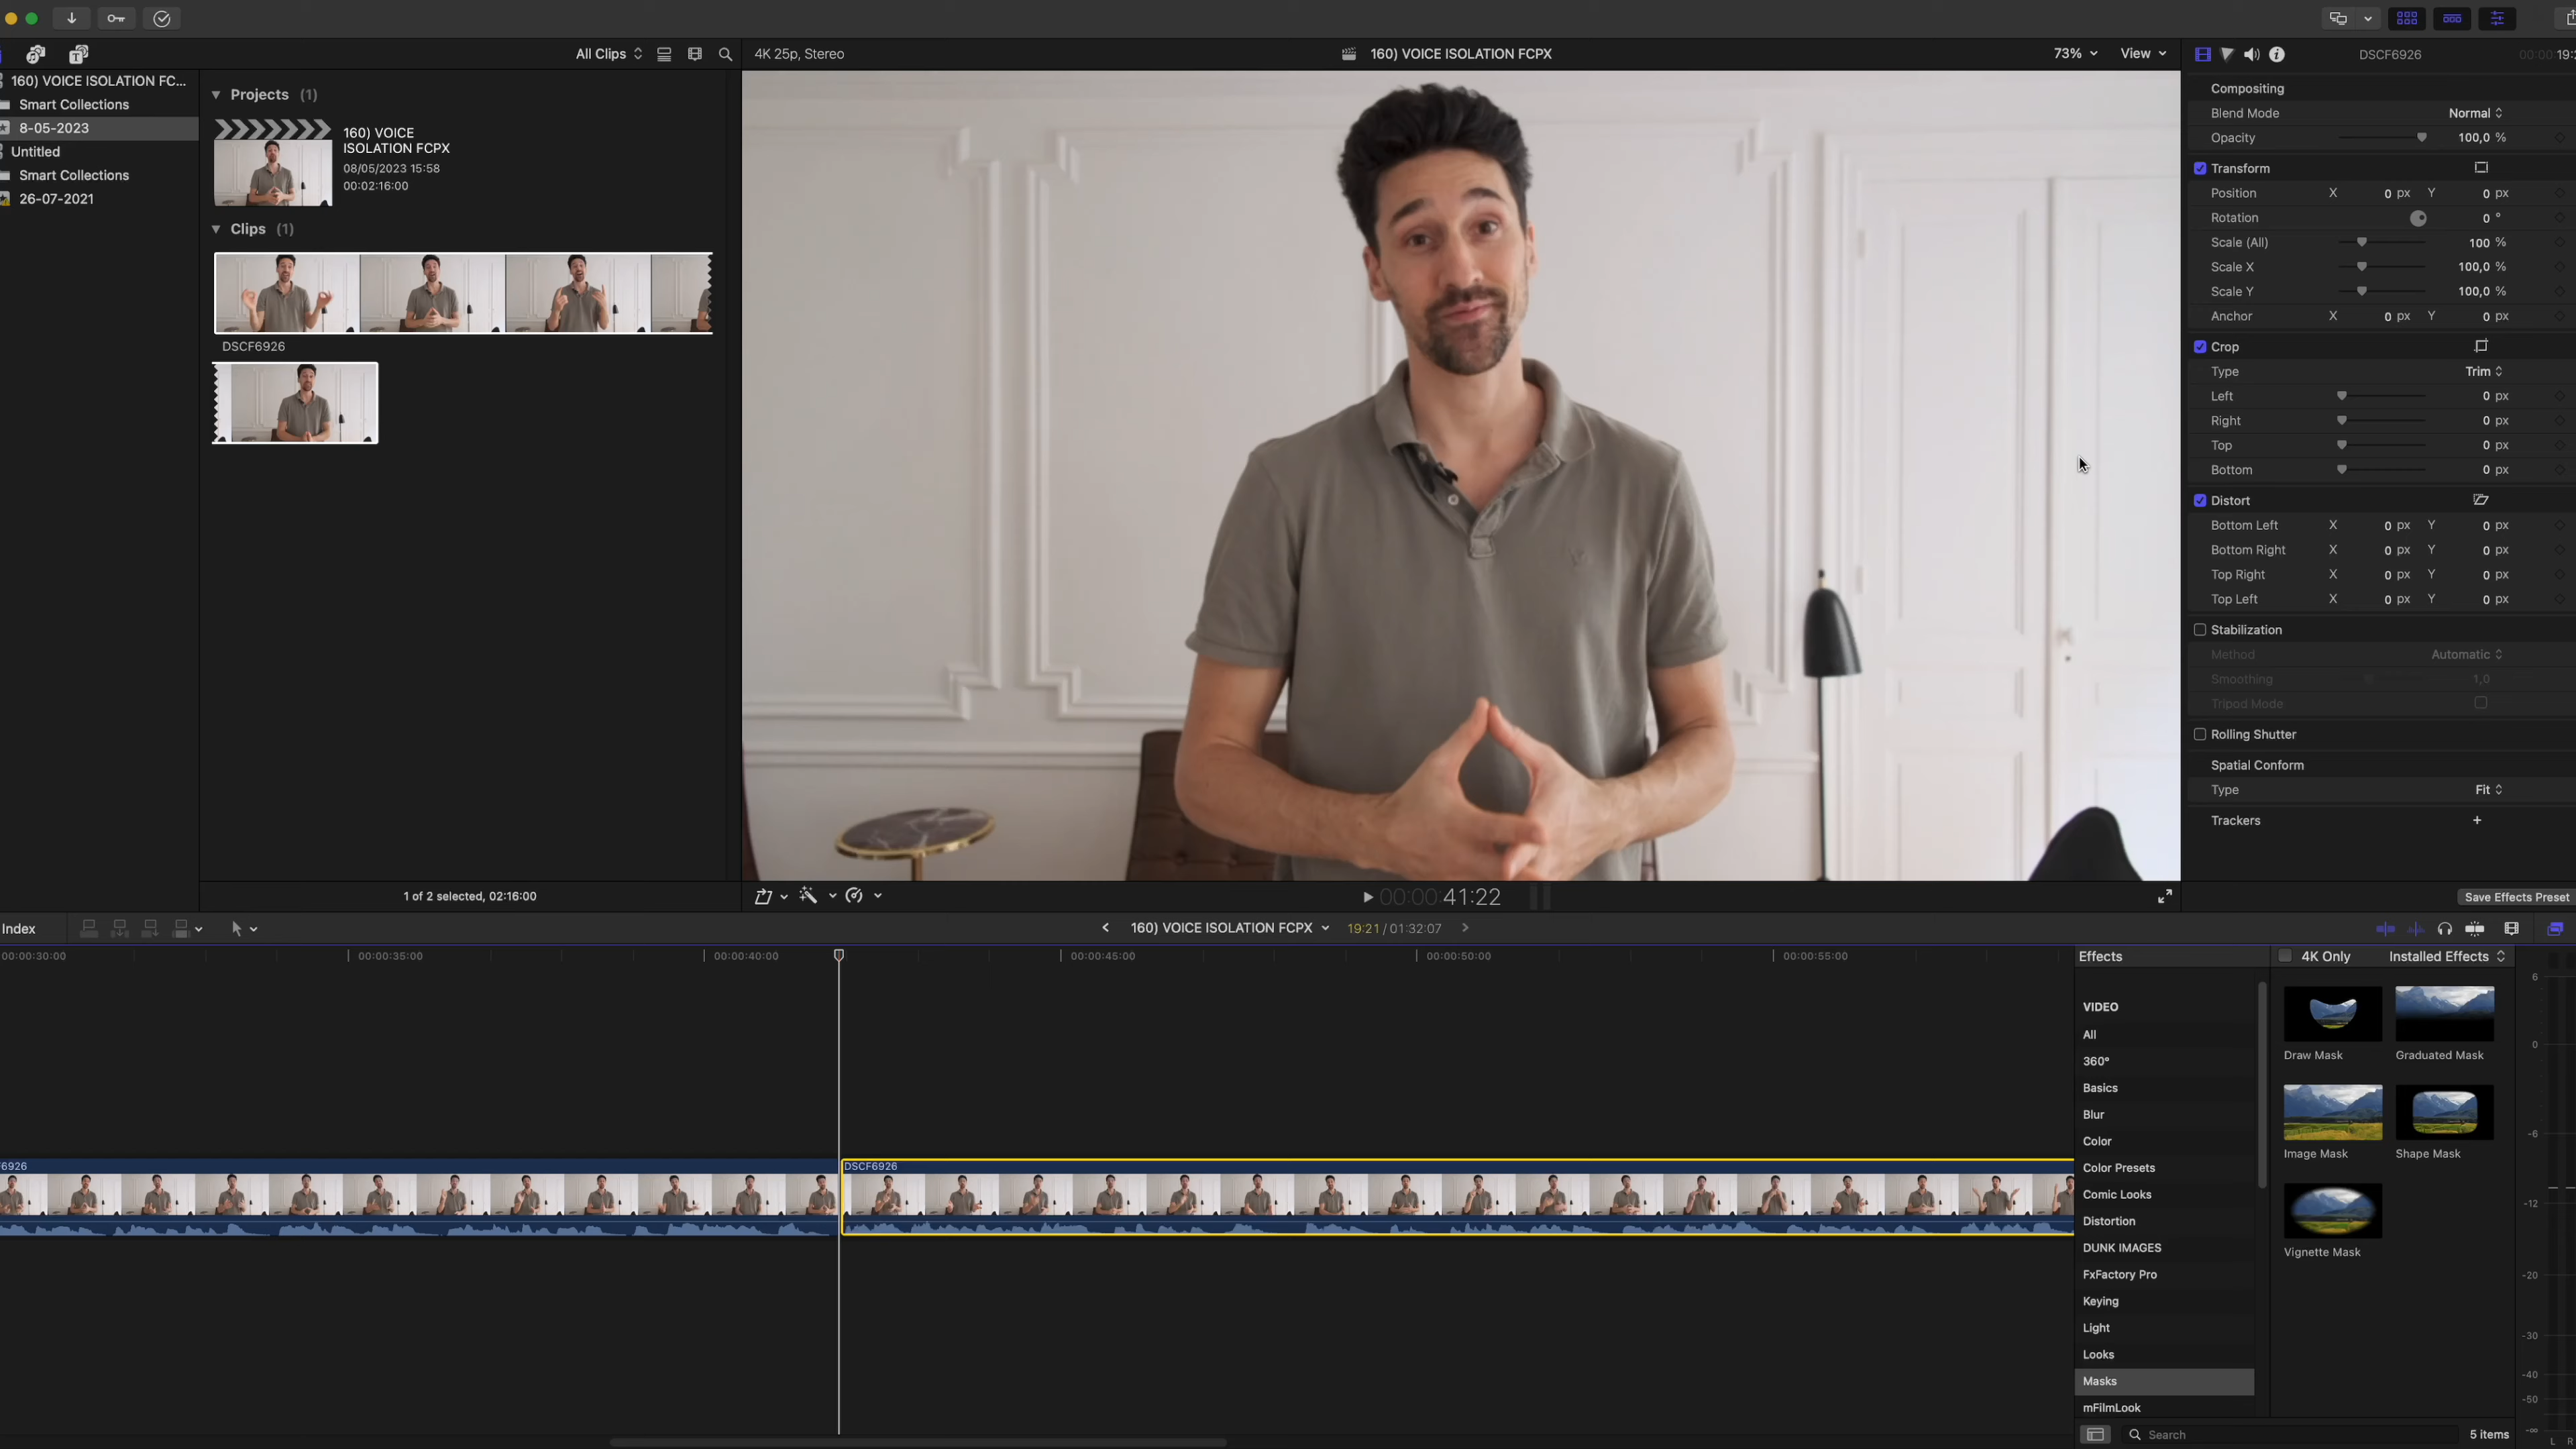 All Clips
4K 25p, Stereo
160) VOICE ISOLATION FCPX
73%
View
DSCF6926
00:00:19:
160) VOICE ISOLATION FC...
Smart Collections
8-05-2023
Untitled
Smart Collections
26-07-2021
Projects (1)
160) VOICE
ISOLATION FCPX
08/05/2023 15:58
00:02:16:00
Clips (1)
DSCF6926
1 of 2 selected, 02:16:00
00:00:41:22
Compositing
Blend Mode Normal
Opacity 100,0 %
Transform
Position X 0 px Y 0 px
Rotation 0 °
Scale (All) 100 %
Scale X 100,0 %
Scale Y 100,0 %
Anchor X 0 px Y 0 px
Crop
Type Trim
Left 0 px
Right 0 px
Top 0 px
Bottom 0 px
Distort
Bottom Left X 0 px Y 0 px
Bottom Right X 0 px Y 0 px
Top Right X 0 px Y 0 px
Top Left X 0 px Y 0 px
Stabilization
Method Automatic
Smoothing 1,0
Tripod Mode
Rolling Shutter
Spatial Conform
Type Fit
Trackers +
Save Effects Preset
Index
160) VOICE ISOLATION FCPX
19:21 / 01:32:07
00:00:30:00
00:00:35:00
00:00:40:00
00:00:45:00
00:00:50:00
00:00:55:00
6926
DSCF6926
Effects
4K Only
Installed Effects
VIDEO
All
360°
Basics
Blur
Color
Color Presets
Comic Looks
Distortion
DUNK IMAGES
FxFactory Pro
Keying
Light
Looks
Masks
mFilmLook
Draw Mask
Graduated Mask
Image Mask
Shape Mask
Vignette Mask
Search
5 items
6
0
-6
-12
-20
-30
-40
-50
-∞
L R